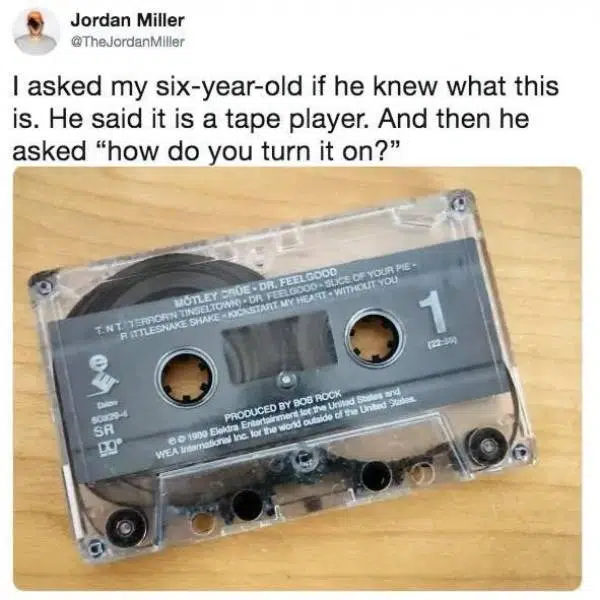 Jordan Miller
@TheJordanMiller
I asked my six-year-old if he knew what this
is. He said it is a tape player. And then he
asked “how do you turn it on?”
MÖTLEY CRÜE • DR. FEELGOOD
T.N.T. TERROR'N TINSELTOWN) • DR FEELGOOD • SLICE OF YOUR PIE •
RATTLESNAKE SHAKE • KICKSTART MY HEART • WITHOUT YOU
1
SR
PRODUCED BY BOB ROCK
℗© 1989 Elektra Entertainment for the United States and
WEA International Inc. for the world outside of the United States.